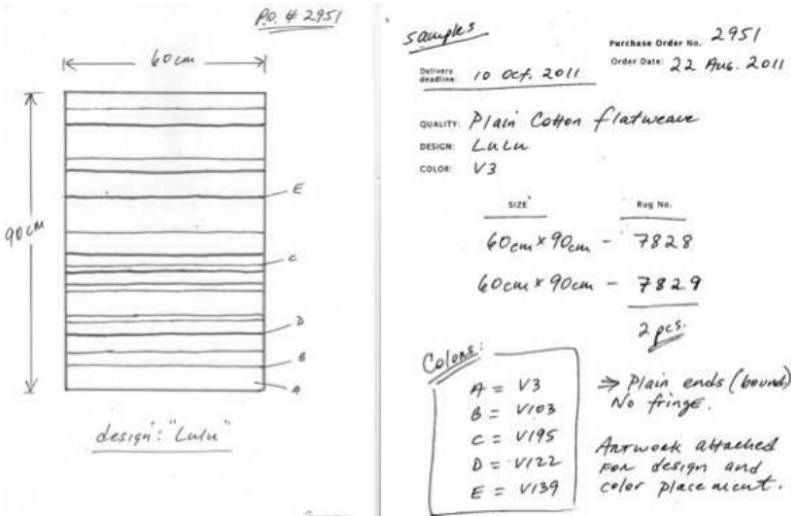 P.O. # 2951
60cm
90cm
E
C
D
B
A
design: "Lulu"
samples
Purchase Order No. 2951
Order Date: 22 Aug. 2011
Delivery deadline: 10 Oct. 2011
QUALITY: Plain Cotton flatweave
DESIGN: LuLu
COLOR: V3
SIZE Rug No.
60cm x 90cm - 7828
60cm x 90cm - 7829
2 pcs.
Colors:
A = V3
B = V103
C = V195
D = V122
E = V139
⇒ Plain ends (bound)
No fringe.
Artwork attached
for design and
color placement.